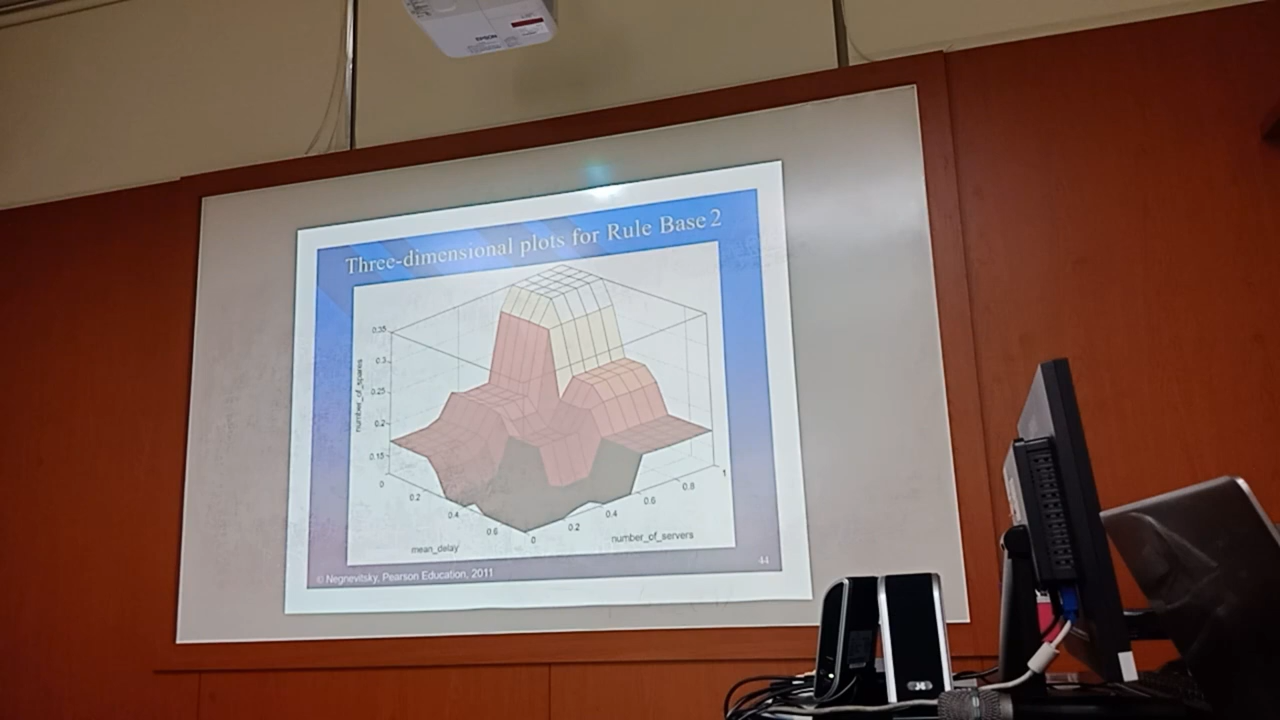 EPSON
Three-dimensional plots for Rule Base 2
0.35
0.3
0.25
0.2
0.15
number_of_spares
0
0.2
0.4
0.6
mean_delay
0
0.2
0.4
0.6
0.8
1
number_of_servers
44
© Negnevitsky, Pearson Education, 2011